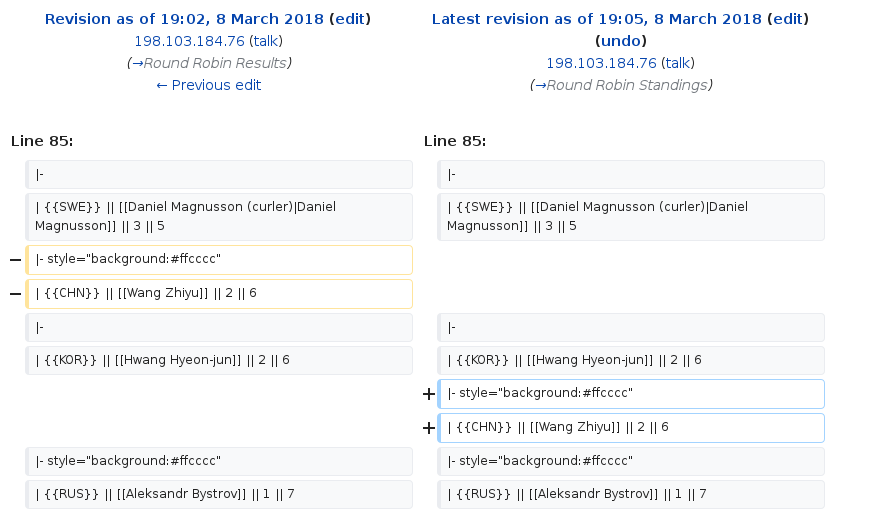 Revision as of 19:02, 8 March 2018 (edit)
198.103.184.76 (talk)
(→Round Robin Results)
← Previous edit
Latest revision as of 19:05, 8 March 2018 (edit)
(undo)
198.103.184.76 (talk)
(→Round Robin Standings)
Line 85:
Line 85:
|-
|-
| {{SWE}} || [[Daniel Magnusson (curler)|Daniel
Magnusson]] || 3 || 5
| {{SWE}} || [[Daniel Magnusson (curler)|Daniel
Magnusson]] || 3 || 5
− |- style="background:#ffcccc"
− | {{CHN}} || [[Wang Zhiyu]] || 2 || 6
|-
|-
| {{KOR}} || [[Hwang Hyeon-jun]] || 2 || 6
| {{KOR}} || [[Hwang Hyeon-jun]] || 2 || 6
+ |- style="background:#ffcccc"
+ | {{CHN}} || [[Wang Zhiyu]] || 2 || 6
|- style="background:#ffcccc"
|- style="background:#ffcccc"
| {{RUS}} || [[Aleksandr Bystrov]] || 1 || 7
| {{RUS}} || [[Aleksandr Bystrov]] || 1 || 7